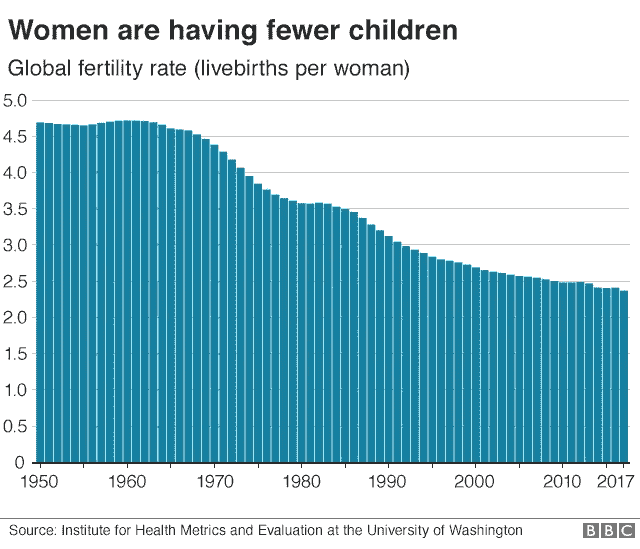 Women are having fewer children
Global fertility rate (livebirths per woman)
5.0
4.5
4.0
3.5
3.0
2.5
2.0
1.5
1.0
0.5
0
1950 1960 1970 1980 1990 2000 2010 2017
Source: Institute for Health Metrics and Evaluation at the University of Washington BBC